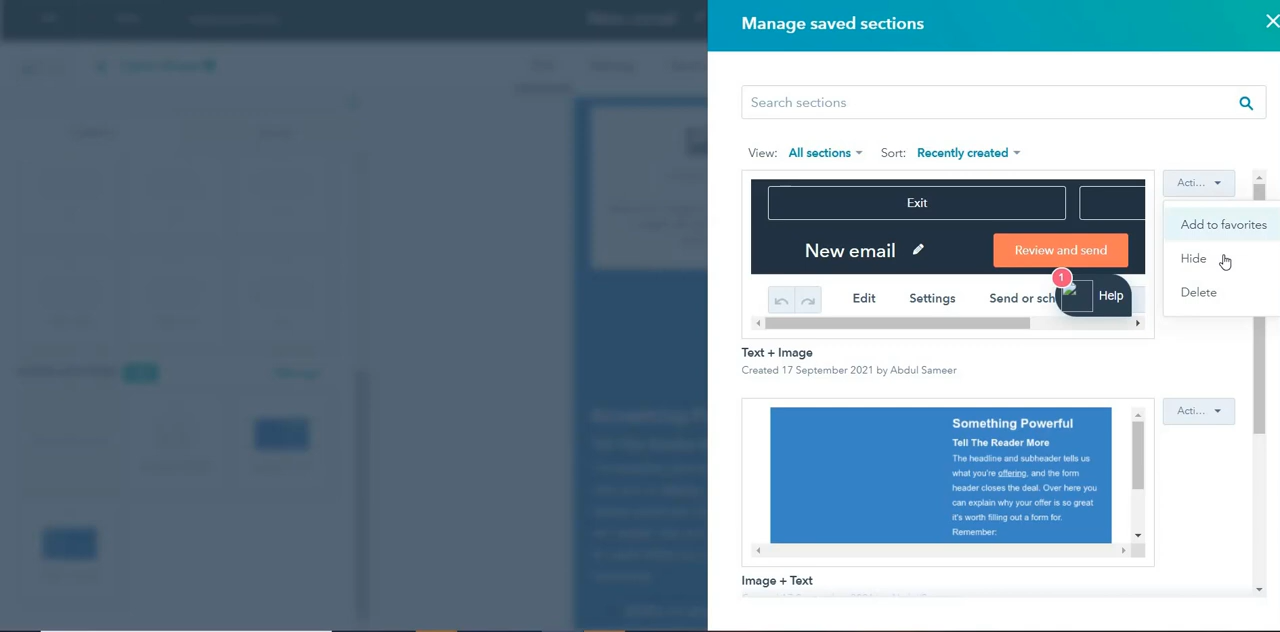 Manage saved sections
Search sections
View: All sections Sort: Recently created
Acti...
Exit
Add to favorites
New email
Review and send
Hide
1
Help
Edit Settings Send or sch
Delete
Text + Image
Created 17 September 2021 by Abdul Sameer
Acti...
Something Powerful
Tell The Reader More
The headline and subheader tells us
what you're offering, and the form
header closes the deal. Over here you
can explain why your offer is so great
it's worth filling out a form for.
Remember:
Image + Text